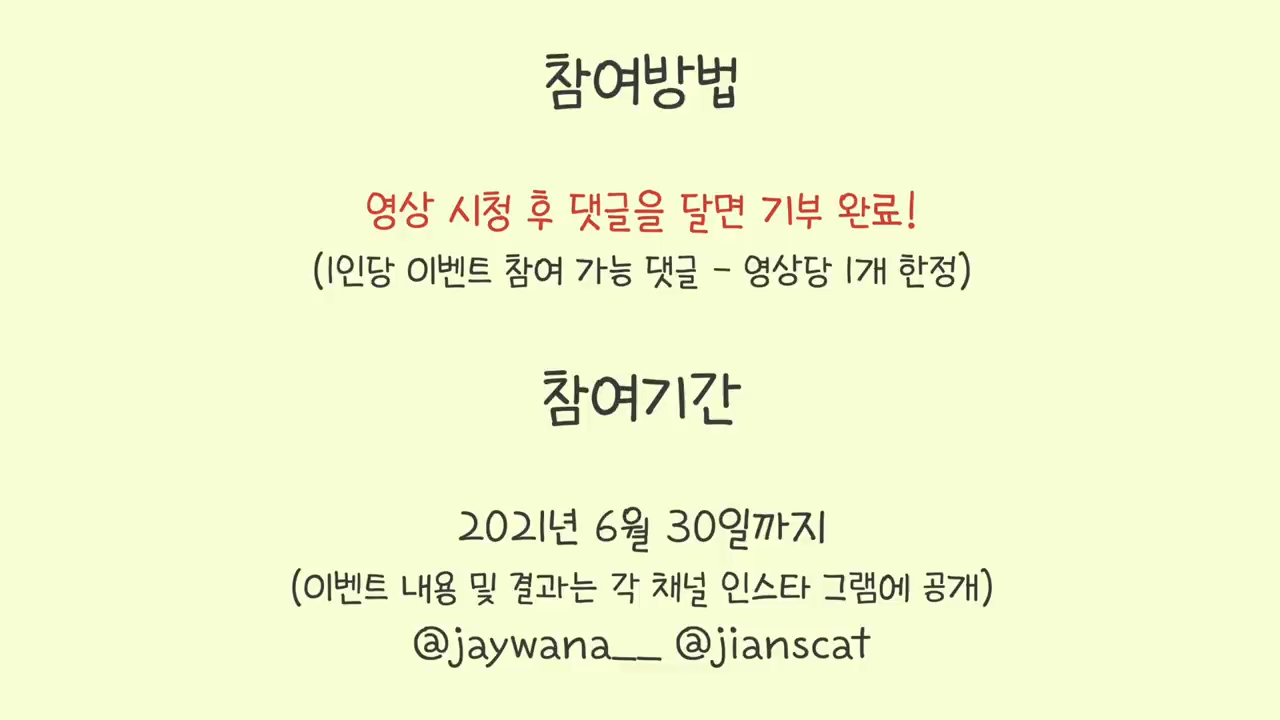 참여방법
영상 시청 후 댓글을 달면 기부 완료!
(1인당 이벤트 참여 가능 댓글 - 영상당 1개 한정)
참여기간
2021년 6월 30일까지
(이벤트 내용 및 결과는 각 채널 인스타 그램에 공개)
@jaywana__ @jianscat